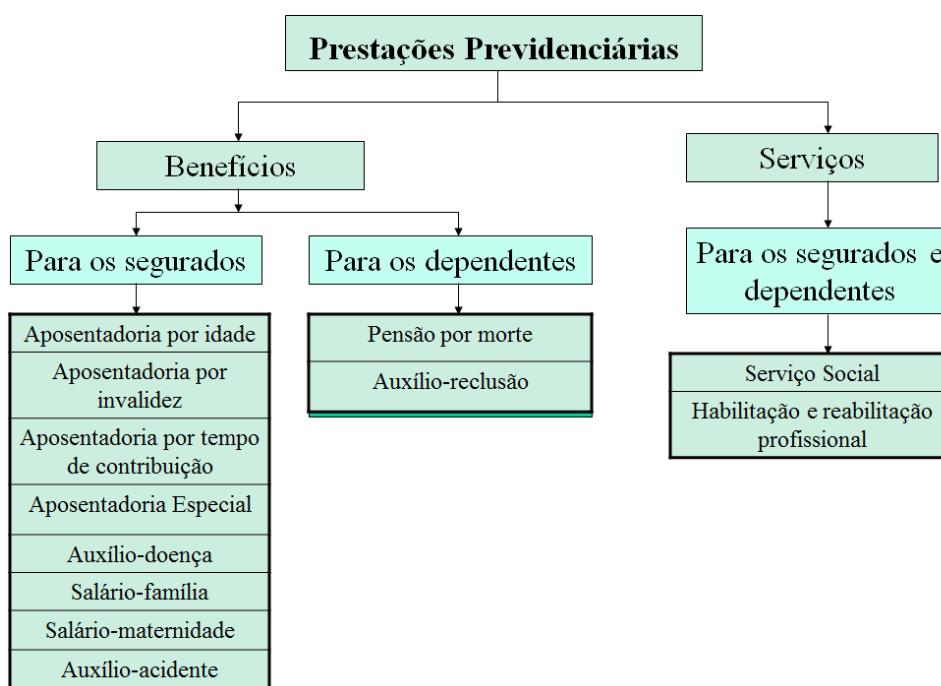 Prestações Previdenciárias
Benefícios
Serviços
Para os segurados
Para os dependentes
Para os segurados e
dependentes
Aposentadoria por idade
Aposentadoria por
invalidez
Aposentadoria por tempo
de contribuição
Aposentadoria Especial
Auxílio-doença
Salário-família
Salário-maternidade
Auxílio-acidente
Pensão por morte
Auxílio-reclusão
Serviço Social
Habilitação e reabilitação
profissional